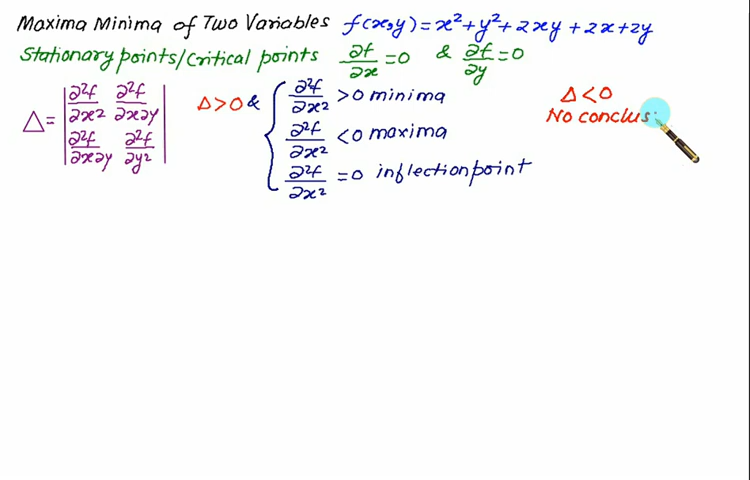 Maxima Minima of Two Variables f(x,y)=x²+y²+2xy+2x+2y
Stationary points/Critical points ∂f/∂x=0 & ∂f/∂y=0
Δ= | ∂²f/∂x² ∂²f/∂x∂y |
| ∂²f/∂x∂y ∂²f/∂y² |
Δ>0 & { ∂²f/∂x² >0 minima
∂²f/∂x² <0 maxima
∂²f/∂x² =0 inflection point
Δ<0
No conclus